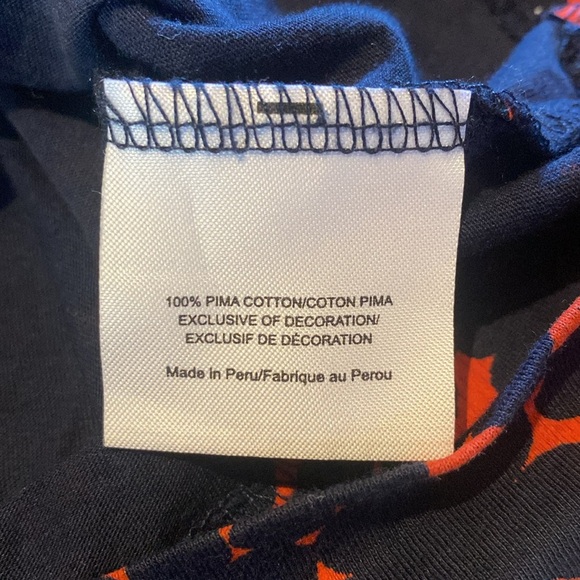 100% PIMA COTTON/COTON PIMA
EXCLUSIVE OF DECORATION/
EXCLUSIF DE DÉCORATION
Made in Peru/Fabrique au Perou